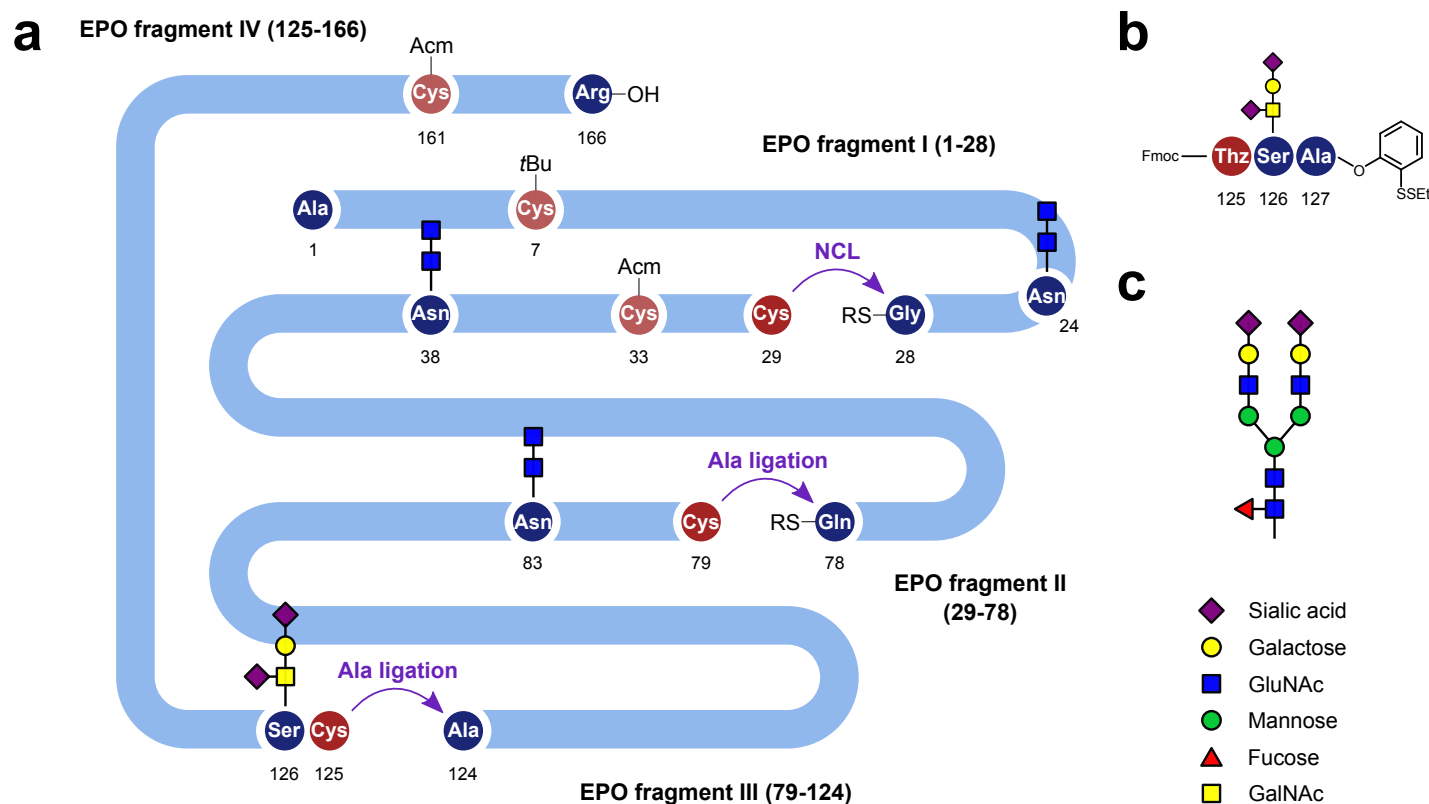 a
EPO fragment IV (125-166)
Acm
Cys
161
Arg
OH
166
EPO fragment I (1-28)
tBu
Ala
1
Cys
7
Asn
24
Acm
NCL
Asn
38
Cys
33
Cys
29
RS
Gly
28
Ala ligation
Asn
83
Cys
79
RS
Gln
78
EPO fragment II
(29-78)
Ala ligation
Ser
126
Cys
125
Ala
124
EPO fragment III (79-124)
b
Fmoc
Thz
Ser
Ala
O
SSEt
125
126
127
c
Sialic acid
Galactose
GluNAc
Mannose
Fucose
GalNAc